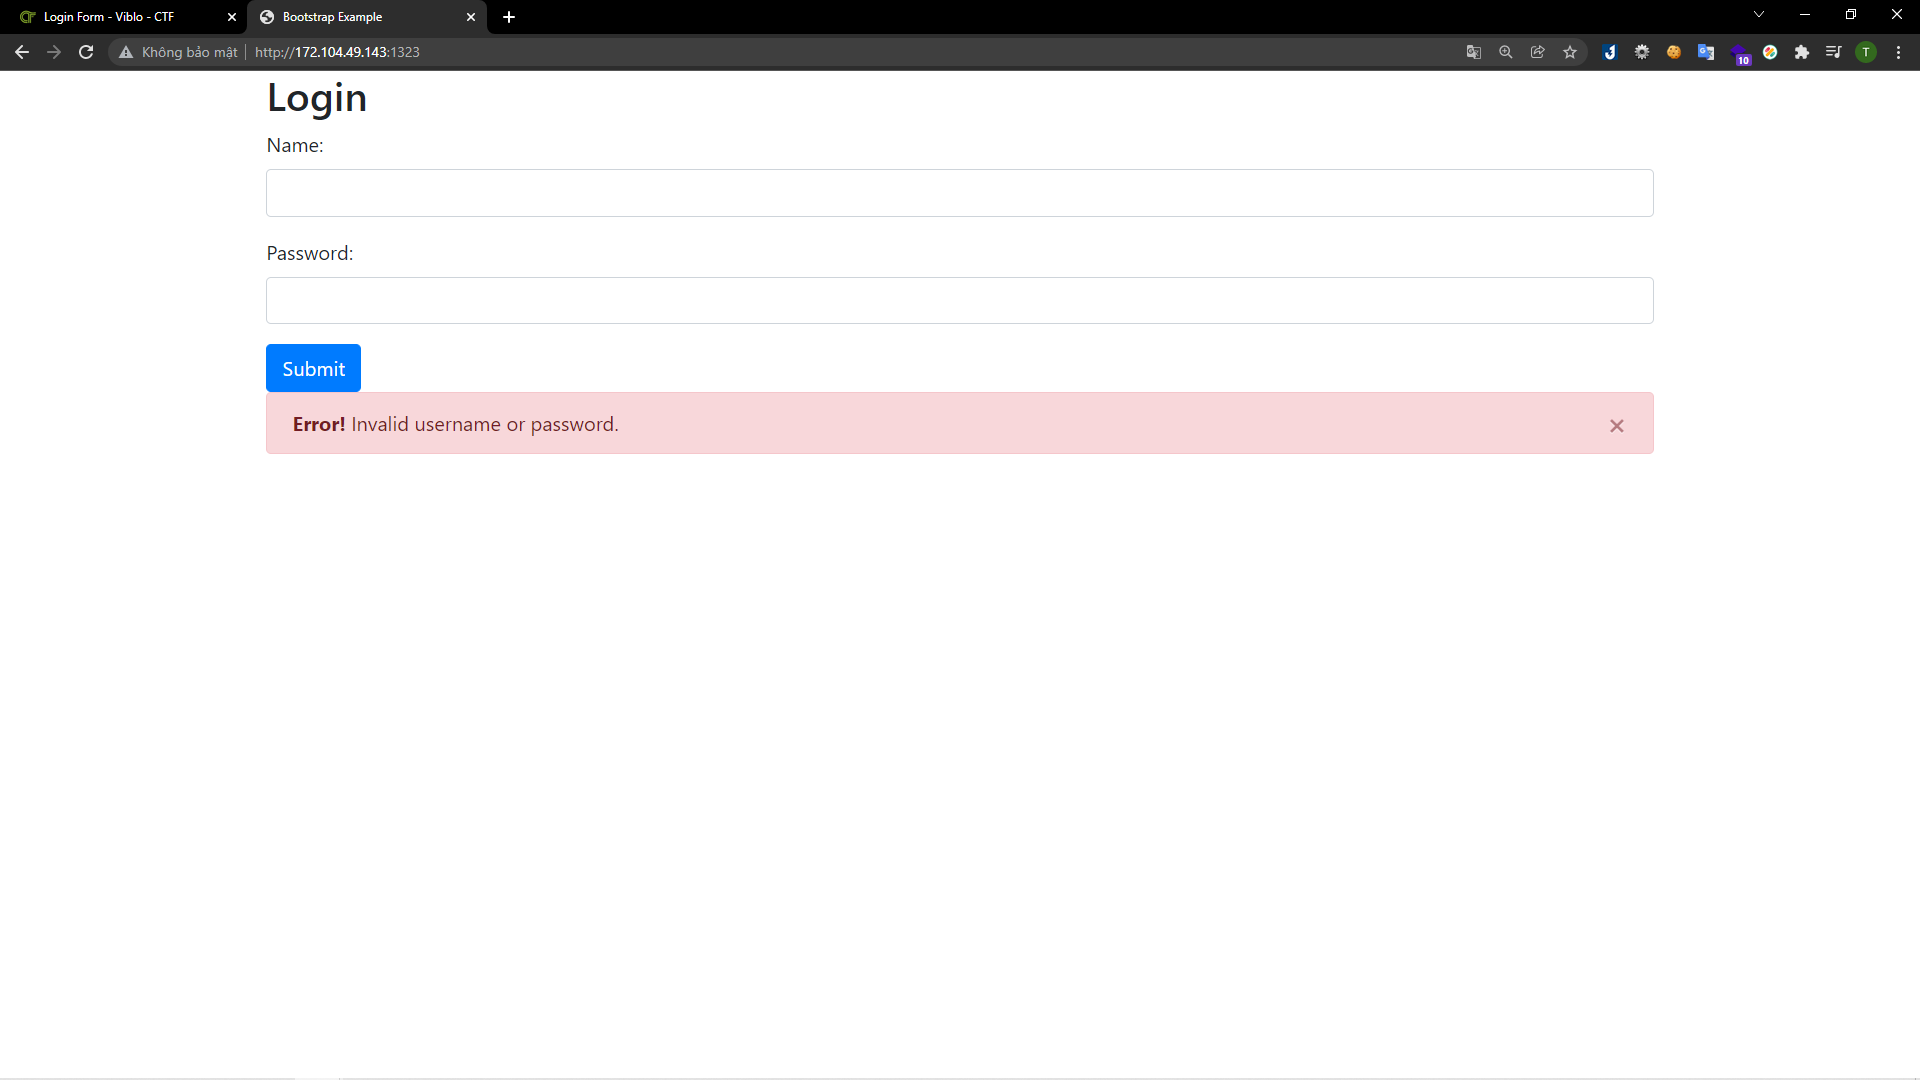 Login Form - Viblo - CTF
Bootstrap Example
Không bảo mật
http://172.104.49.143:1323
10
T
Login
Name:
Password:
Submit
Error! Invalid username or password.